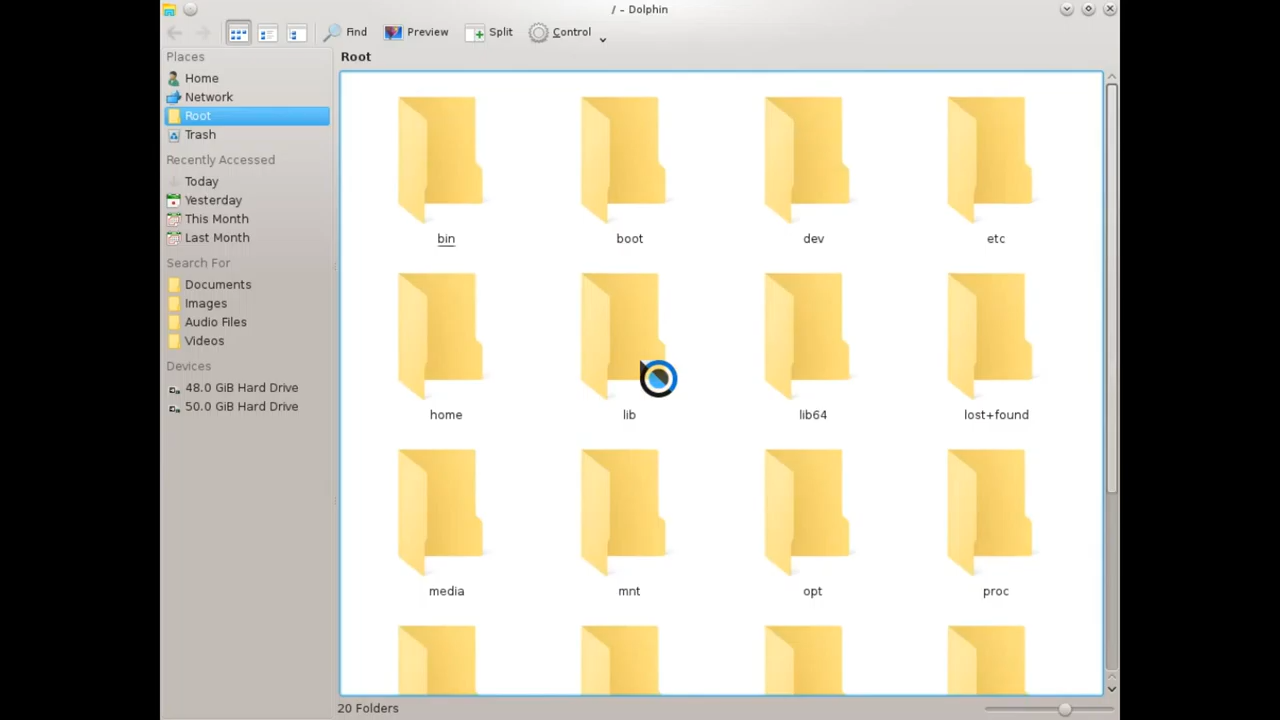 / – Dolphin
Find Preview Split Control
Places
Home
Network
Root
Trash
Recently Accessed
Today
Yesterday
This Month
Last Month
Search For
Documents
Images
Audio Files
Videos
Devices
48.0 GiB Hard Drive
50.0 GiB Hard Drive
Root
bin boot dev etc
home lib lib64 lost+found
media mnt opt proc
20 Folders